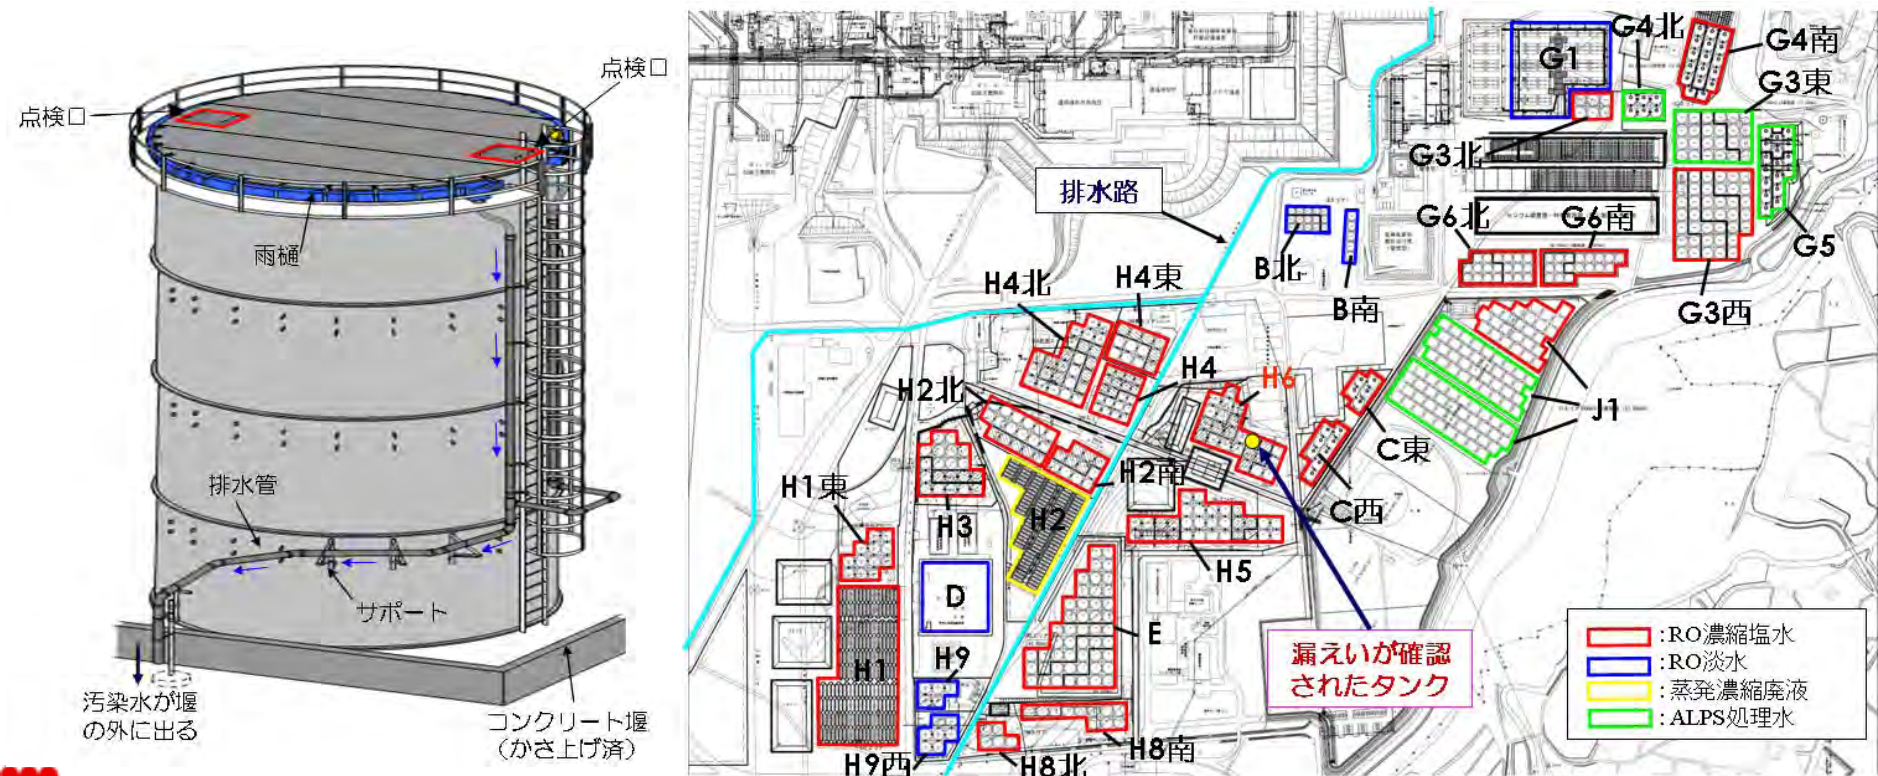 点検口
点検口
雨樋
排水管
サポート
汚染水が堰
の外に出る
コンクリート堰
(かさ上げ済)
排水路
G1
G4北
G4南
G3東
G3北
G5
G6北
G6南
G3西
B北
B南
H4北
H4東
H4
H6
H2北
H2南
H2
H1東
H3
C東
C西
J1
H5
D
E
H1
H9
H9西
H8北
H8南
漏えいが確認
されたタンク
:RO濃縮塩水
:RO淡水
:蒸発濃縮廃液
:ALPS処理水